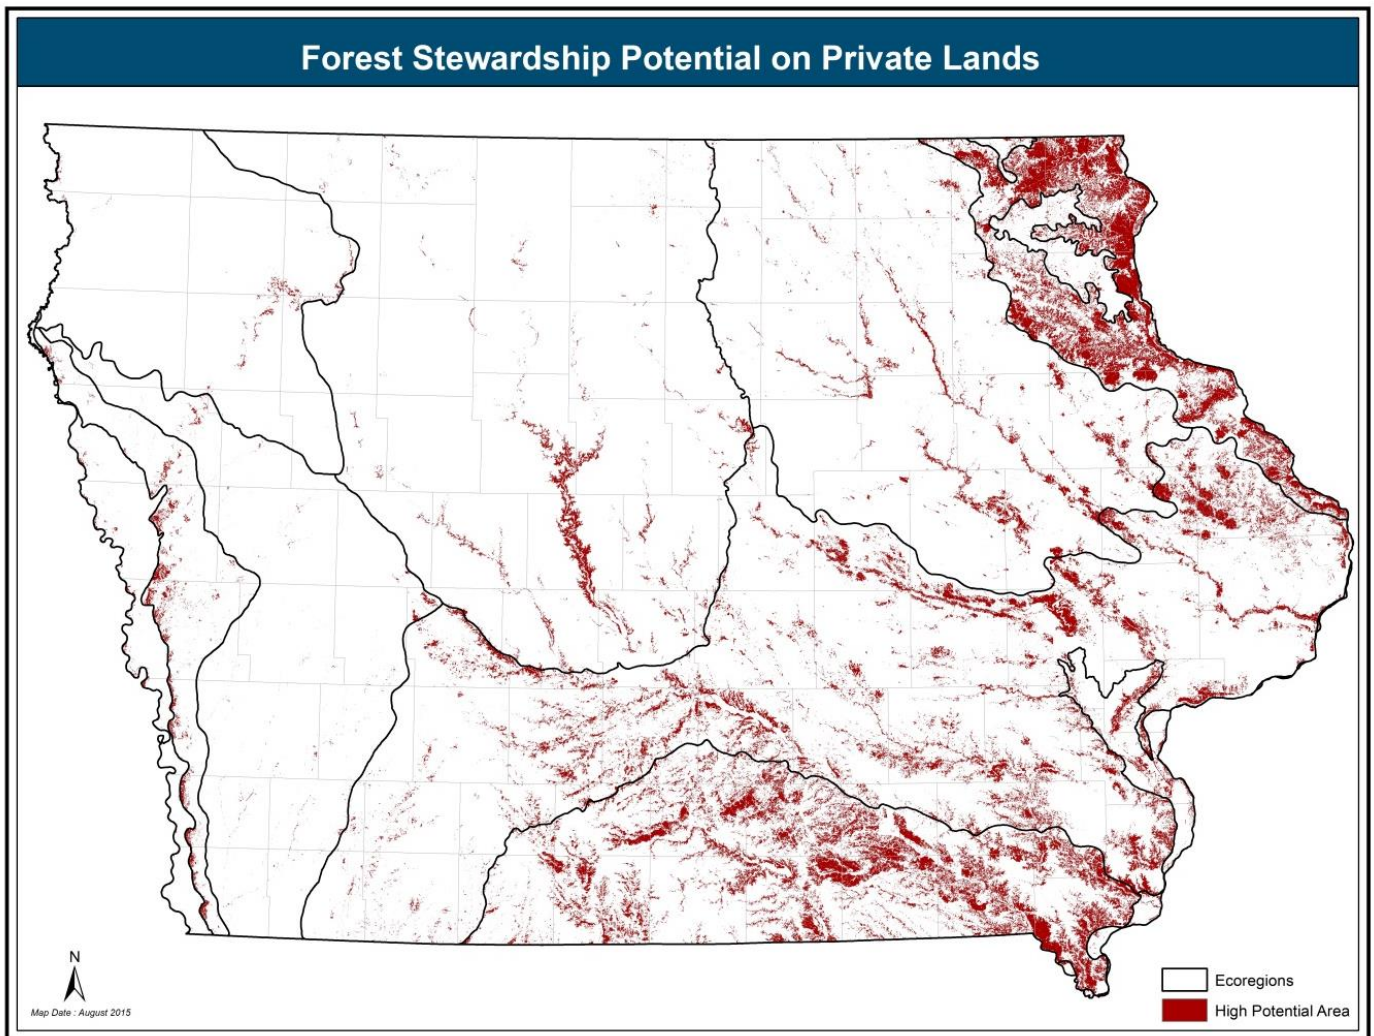 Forest Stewardship Potential on Private Lands
N
Map Date : August 2015
Ecoregions
High Potential Area